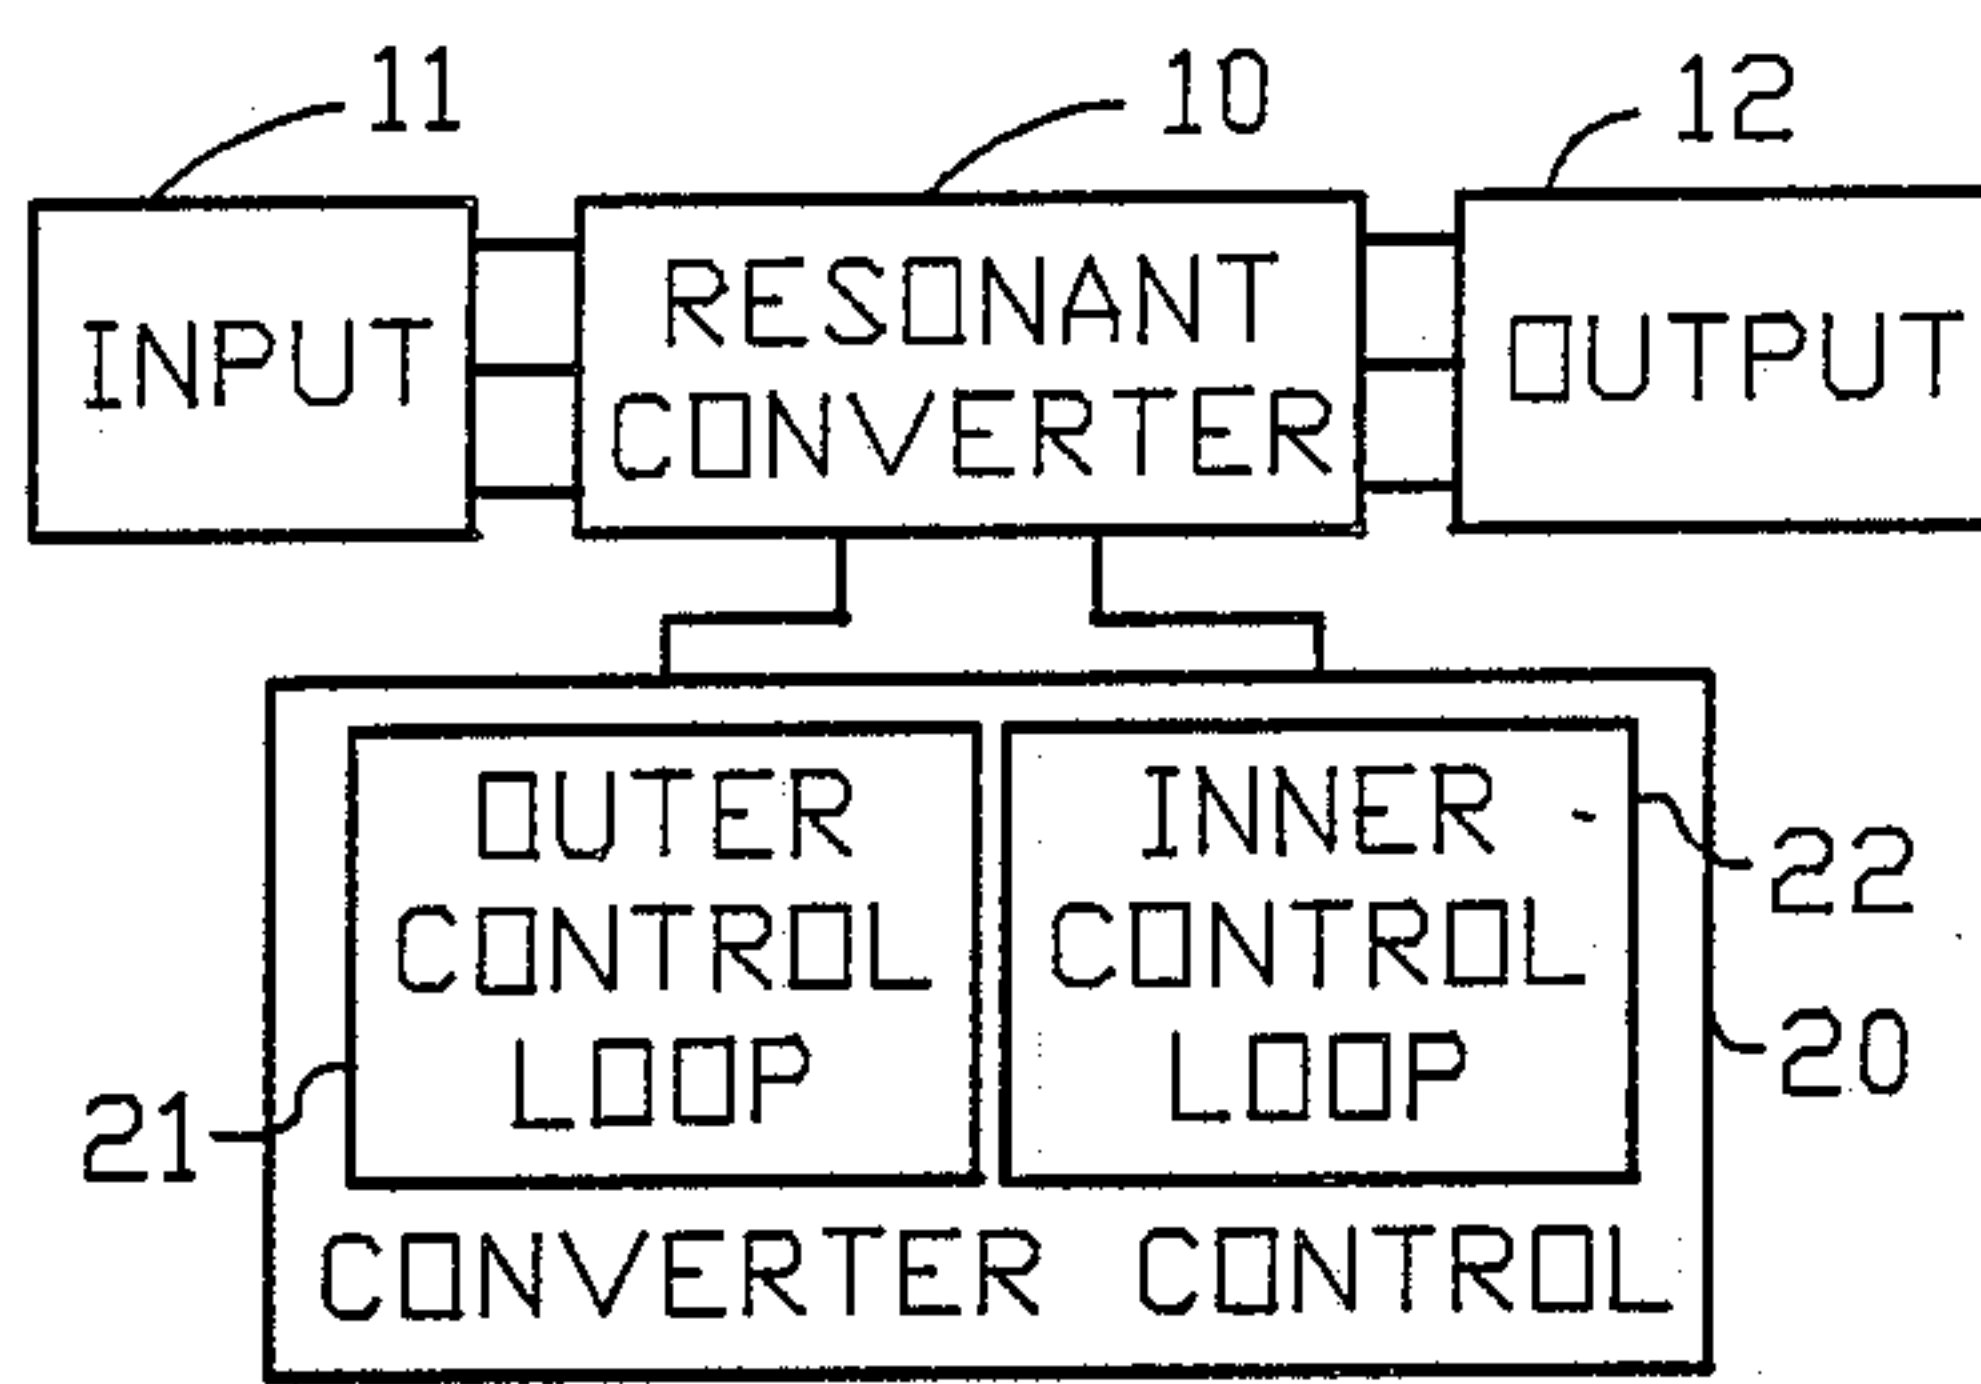 11
10
12
INPUT
RESONANT
CONVERTER
OUTPUT
OUTER
CONTROL
LOOP
INNER
CONTROL
LOOP
22
20
21
CONVERTER CONTROL